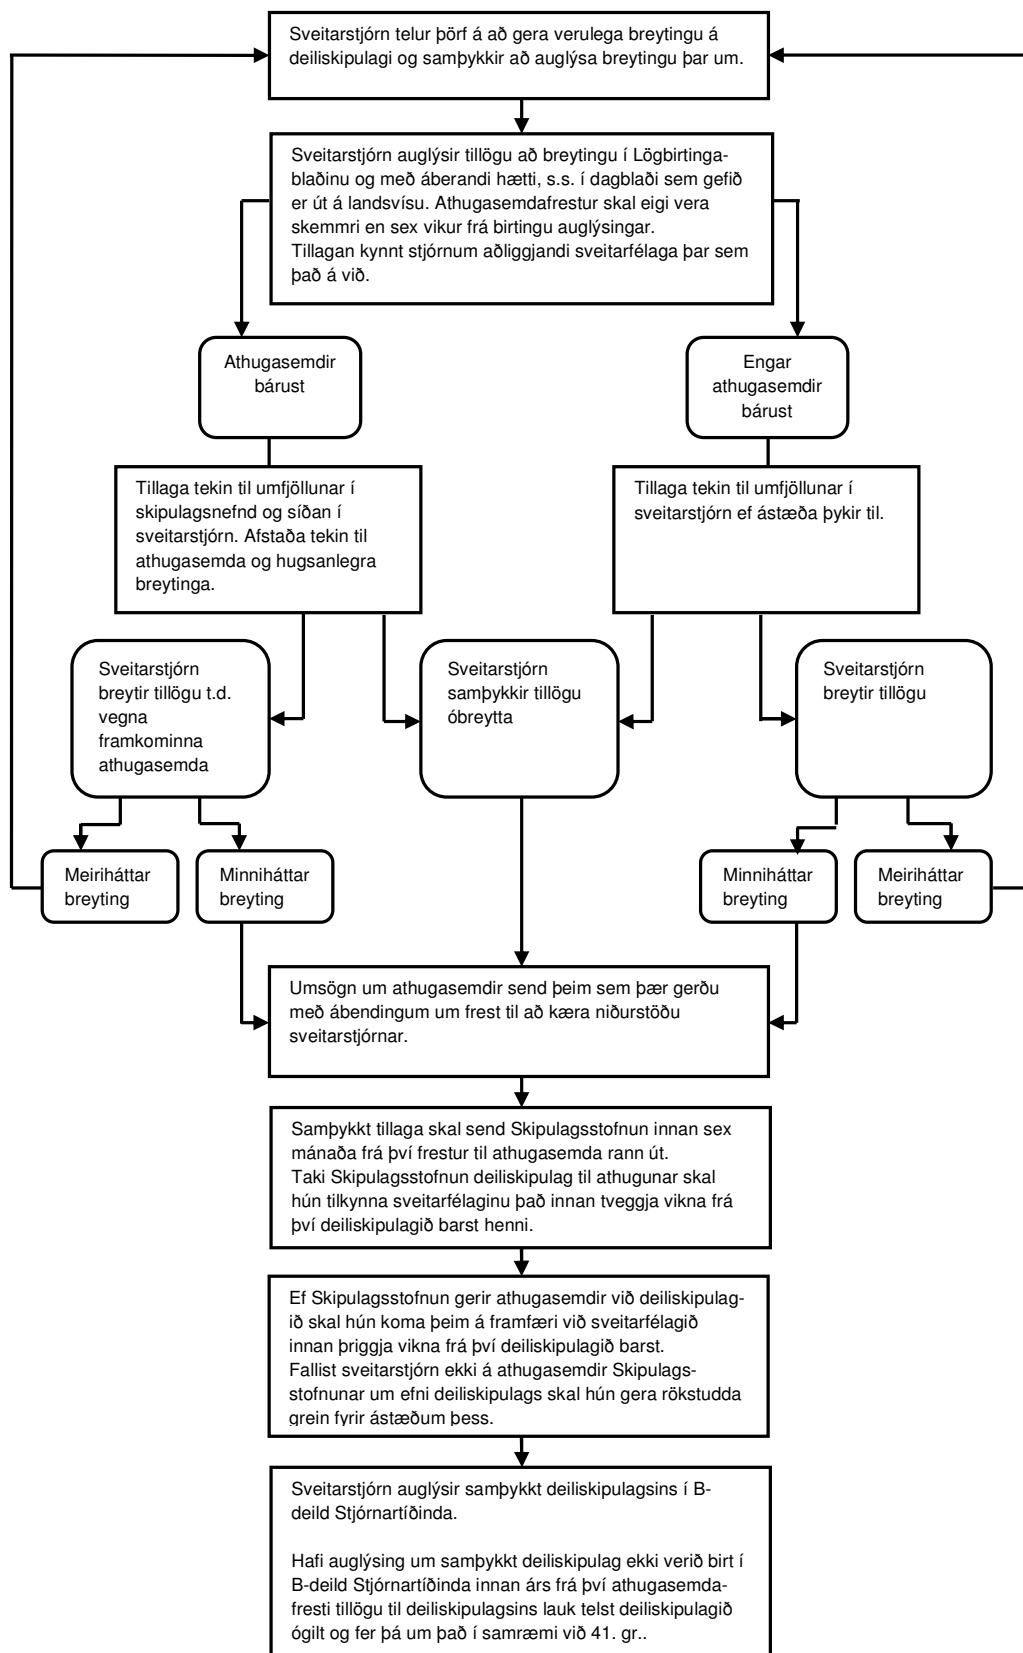 Sveitarstjórn telur þörf á að gera verulega breytingu á
deiliskipulagi og samþykkir að auglýsa breytingu þar um.
Sveitarstjórn auglýsir tillögu að breytingu í Lögbirtinga-
blaðinu og með áberandi hætti, s.s. í dagblaði sem gefið
er út á landsvísu. Athugasemdafrestur skal eigi vera
skemmri en sex vikur frá birtingu auglýsingar.
Tillagan kynnt stjórnum aðliggjandi sveitarfélaga þar sem
það á við.
Athugasemdir
bárust
Engar
athugasemdir
bárust
Tillaga tekin til umfjöllunar í
skipulagsnefnd og síðan í
sveitarstjórn. Afstaða tekin til
athugasemda og hugsanlegra
breytinga.
Tillaga tekin til umfjöllunar í
sveitarstjórn ef ástæða þykir til.
Sveitarstjórn
breytir tillögu t.d.
vegna
framkominna
athugasemda
Sveitarstjórn
samþykkir tillögu
óbreytta
Sveitarstjórn
breytir tillögu
Meiriháttar
breyting
Minniháttar
breyting
Minniháttar
breyting
Meiriháttar
breyting
Umsögn um athugasemdir send þeim sem þær gerðu
með ábendingum um frest til að kæra niðurstöðu
sveitarstjórnar.
Samþykkt tillaga skal send Skipulagsstofnun innan sex
mánaða frá því frestur til athugasemda rann út.
Taki Skipulagsstofnun deiliskipulag til athugunar skal
hún tilkynna sveitarfélaginu það innan tveggja vikna frá
því deiliskipulagið barst henni.
Ef Skipulagsstofnun gerir athugasemdir við deiliskipulag-
ið skal hún koma þeim á framfæri við sveitarfélagið
innan þriggja vikna frá því deiliskipulagið barst.
Fallist sveitarstjórn ekki á athugasemdir Skipulags-
stofnunar um efni deiliskipulags skal hún gera rökstudda
grein fyrir ástæðum þess.
Sveitarstjórn auglýsir samþykkt deiliskipulagsins í B-
deild Stjórnartíðinda.
Hafi auglýsing um samþykkt deiliskipulag ekki verið birt í
B-deild Stjórnartíðinda innan árs frá því athugasemda-
fresti tillögu til deiliskipulagsins lauk telst deiliskipulagið
ógilt og fer þá um það í samræmi við 41. gr..